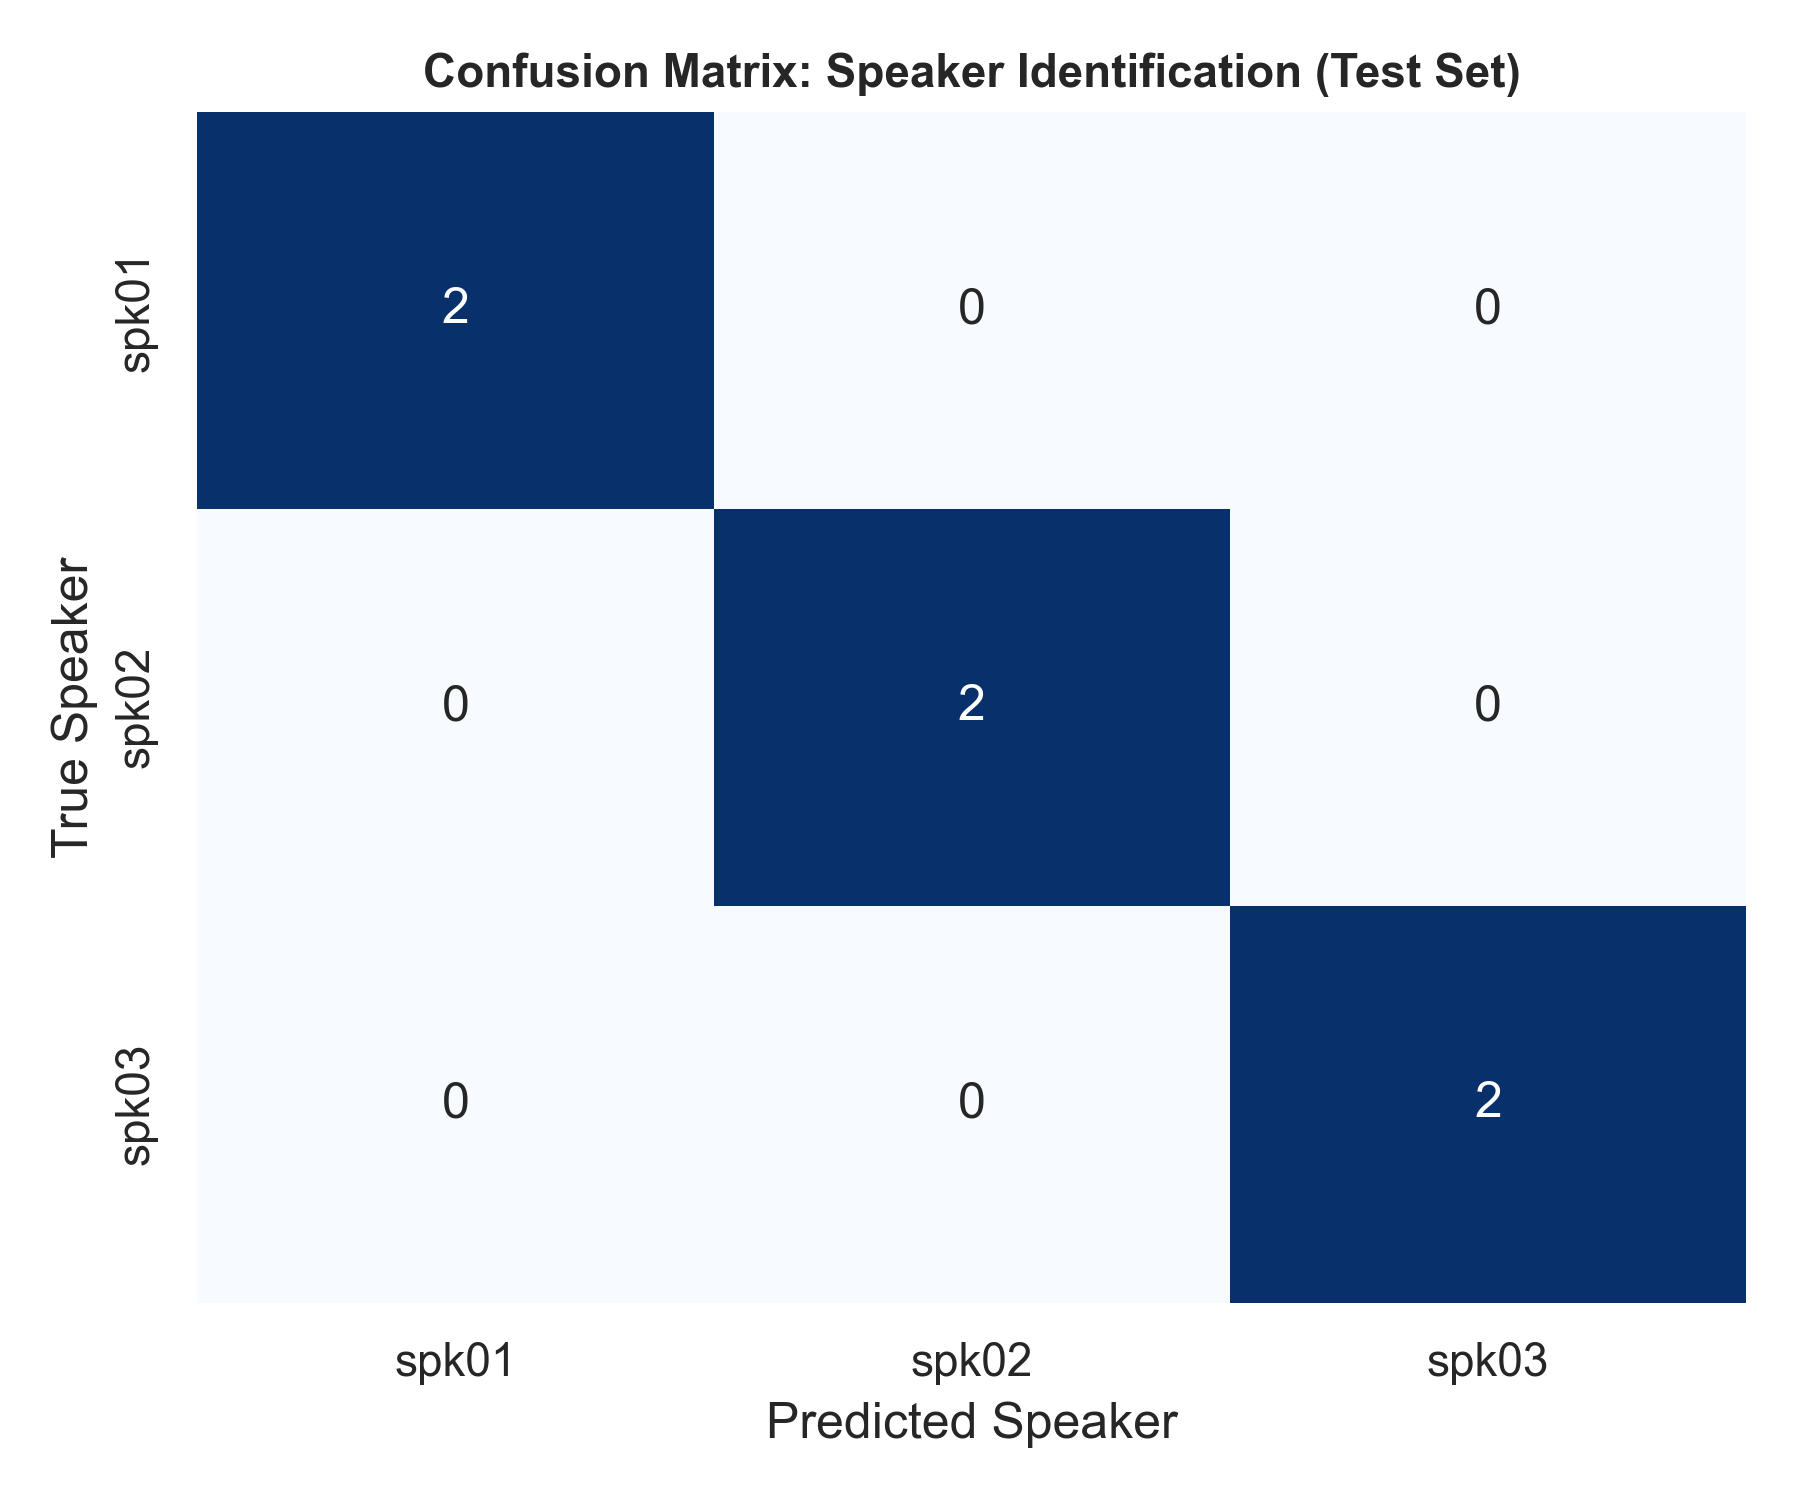 Confusion Matrix: Speaker Identification (Test Set)
True Speaker
spk01
2 0 0
spk02
0 2 0
spk03
0 0 2
spk01 spk02 spk03
Predicted Speaker